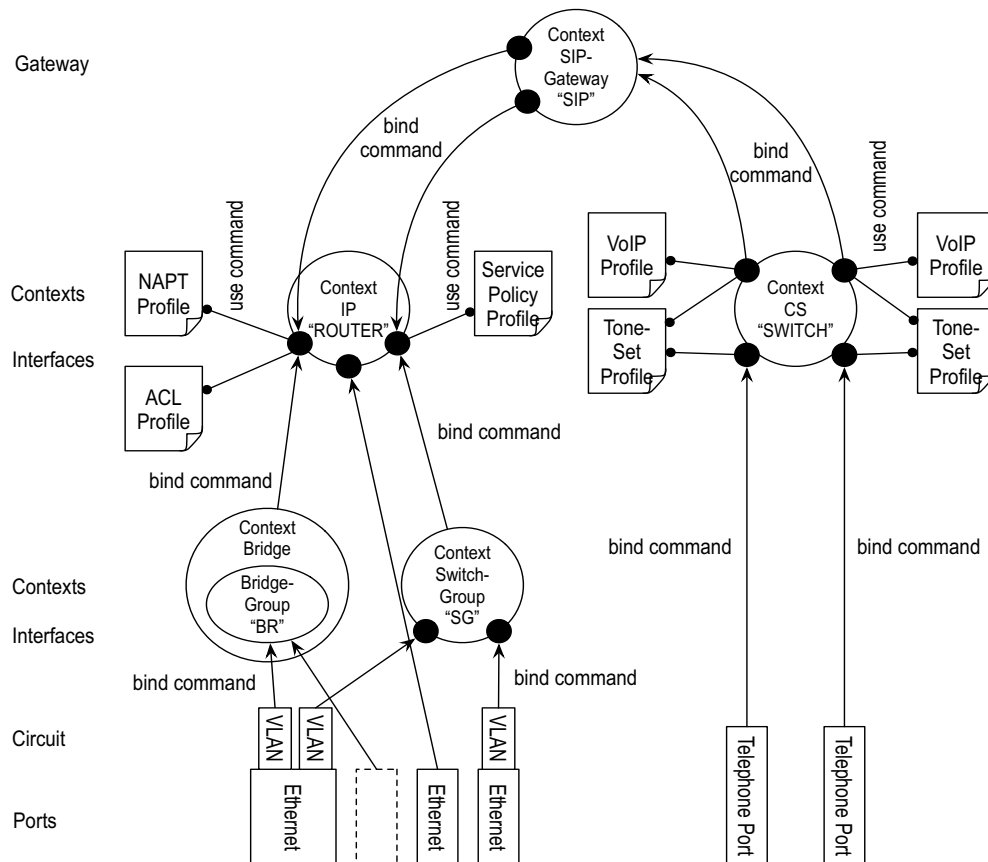 Gateway
Context
SIP-
Gateway
“SIP”
bind
command
bind
command
use command
NAPT
Profile
use command
Service
Policy
Profile
VoIP
Profile
use command
VoIP
Profile
Contexts
Context
IP
“ROUTER”
Context
CS
“SWITCH”
Interfaces
ACL
Profile
Tone-
Set
Profile
Tone-
Set
Profile
bind command
bind command
Context
Bridge
Bridge-
Group
“BR”
Context
Switch-
Group
“SG”
bind command
bind command
Contexts
Interfaces
bind command
bind command
Circuit
VLAN
VLAN
VLAN
Ports
Ethernet
Ethernet
Ethernet
Telephone Port
Telephone Port